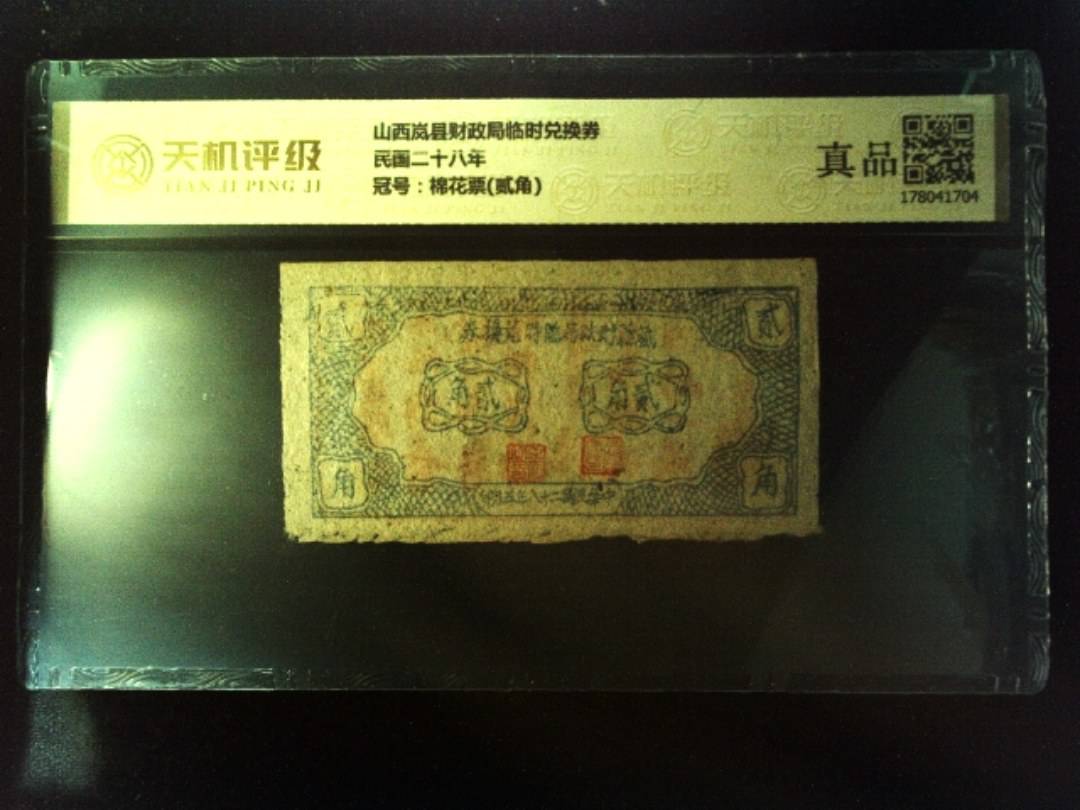 天机评级
TIAN JI PING JI
山西岚县财政局临时兑换券
民国二十八年
冠号：棉花票(贰角)
真品
178041704
贰
贰
角贰
角贰
角
角